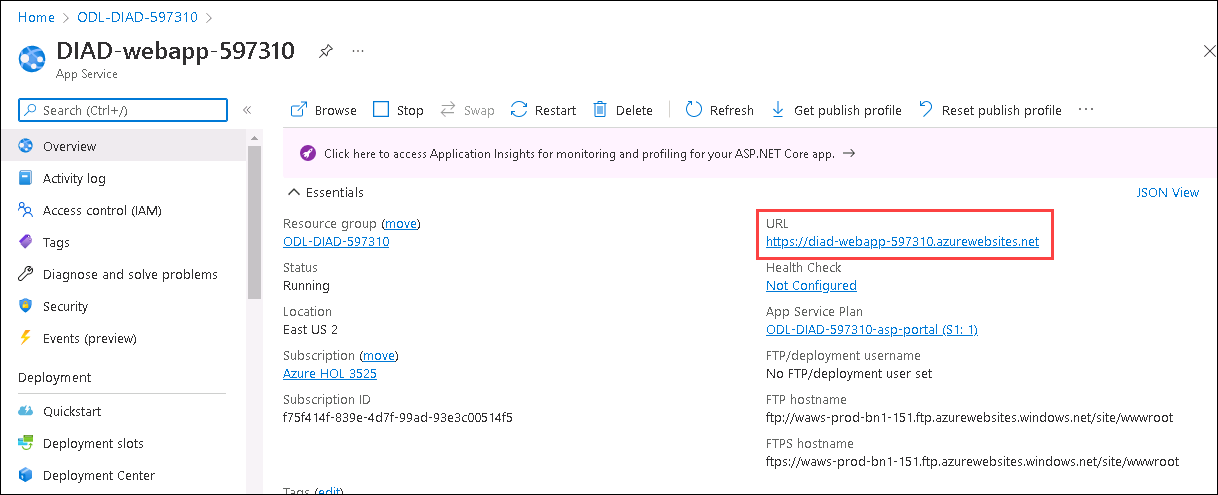 Home > ODL-DIAD-597310 >
DIAD-webapp-597310 ...
App Service
Search (Ctrl+/) «
Browse Stop Swap Restart Delete Refresh Get publish profile Reset publish profile ...
Overview
Activity log
Access control (IAM)
Tags
Diagnose and solve problems
Security
Events (preview)
Deployment
Quickstart
Deployment slots
Deployment Center
Click here to access Application Insights for monitoring and profiling for your ASP.NET Core app. →
Essentials
JSON View
Resource group (move)
ODL-DIAD-597310
Status
Running
Location
East US 2
Subscription (move)
Azure HOL 3525
Subscription ID
f75f414f-839e-4d7f-99ad-93e3c00514f5
URL
https://diad-webapp-597310.azurewebsites.net
Health Check
Not Configured
App Service Plan
ODL-DIAD-597310-asp-portal (S1: 1)
FTP/deployment username
No FTP/deployment user set
FTP hostname
ftp://waws-prod-bn1-151.ftp.azurewebsites.windows.net/site/wwwroot
FTPS hostname
ftps://waws-prod-bn1-151.ftp.azurewebsites.windows.net/site/wwwroot
Tags (edit)